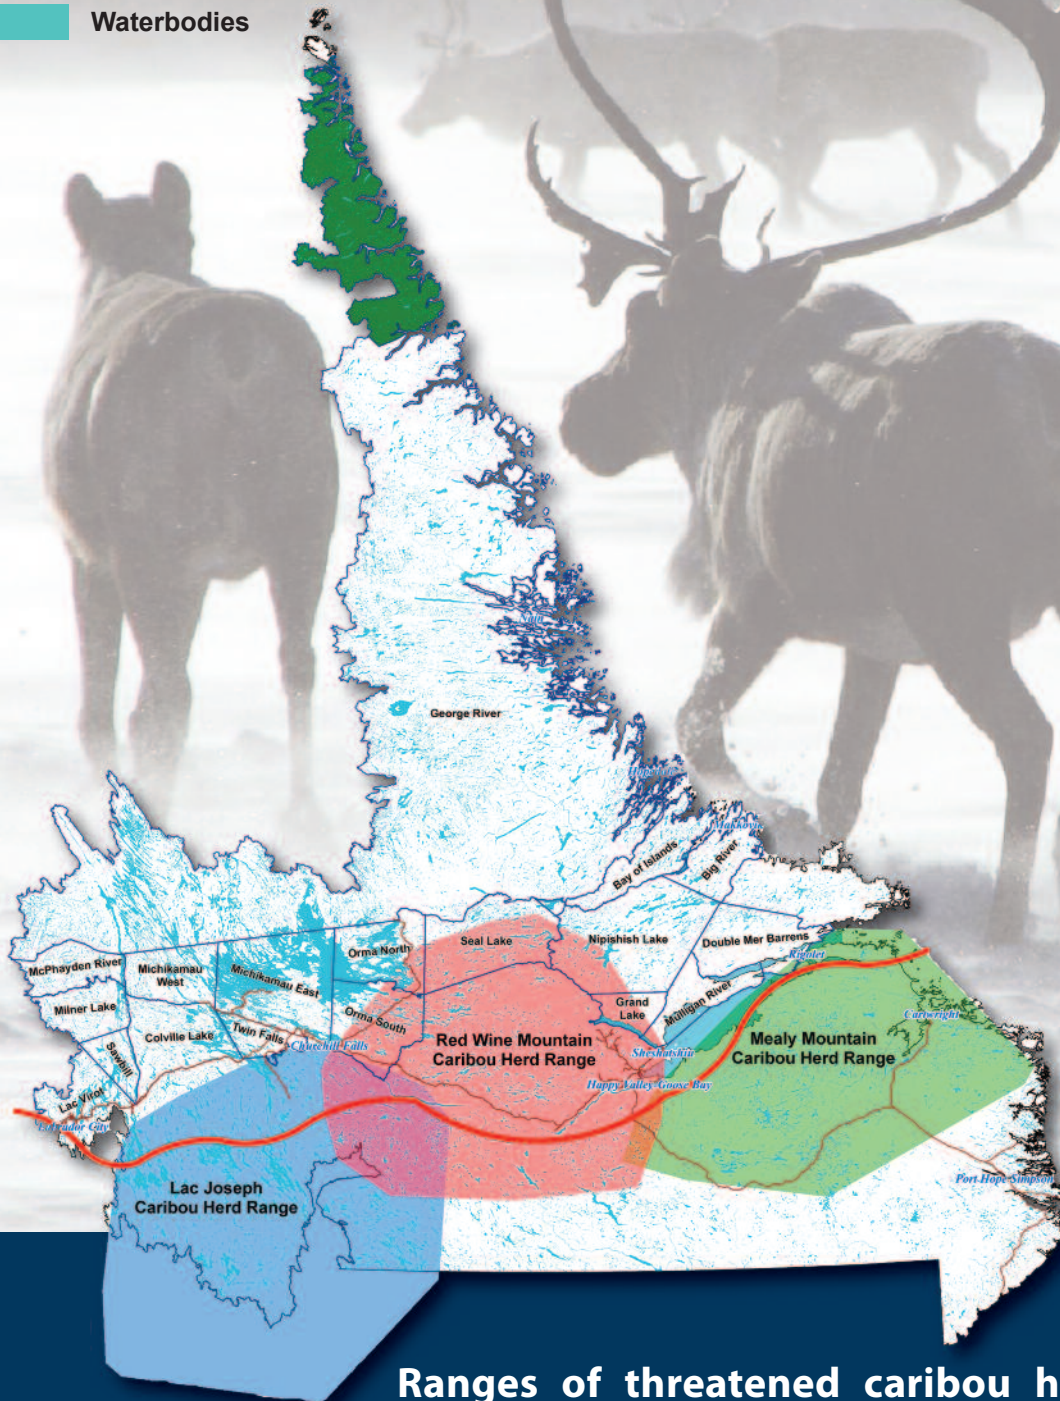 Waterbodies
Nain
George River
Makkovik
Bay of Islands
Big River
Seal Lake
Nipishish Lake
Double Mer Barrens
Rigolet
Orma North
McPhayden River
Michikamau
West
Michikamau East
Milner Lake
Grand
Lake
Mulligan River
Orma South
Cartwright
Colville Lake
Twin Falls
Churchill Falls
Sawbill
Red Wine Mountain
Caribou Herd Range
Mealy Mountain
Caribou Herd Range
Sheshatshiu
Happy Valley-Goose Bay
Lac Virot
Labrador City
Port Hope Simpson
Lac Joseph
Caribou Herd Range
Ranges of threatened caribou h